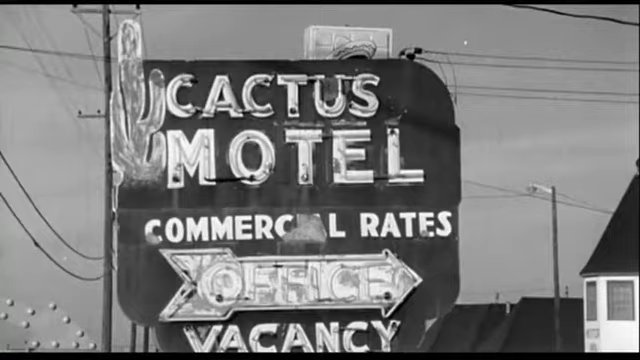 CACTUS
MOTEL
COMMERCIAL RATES
OFFICE
VACANCY